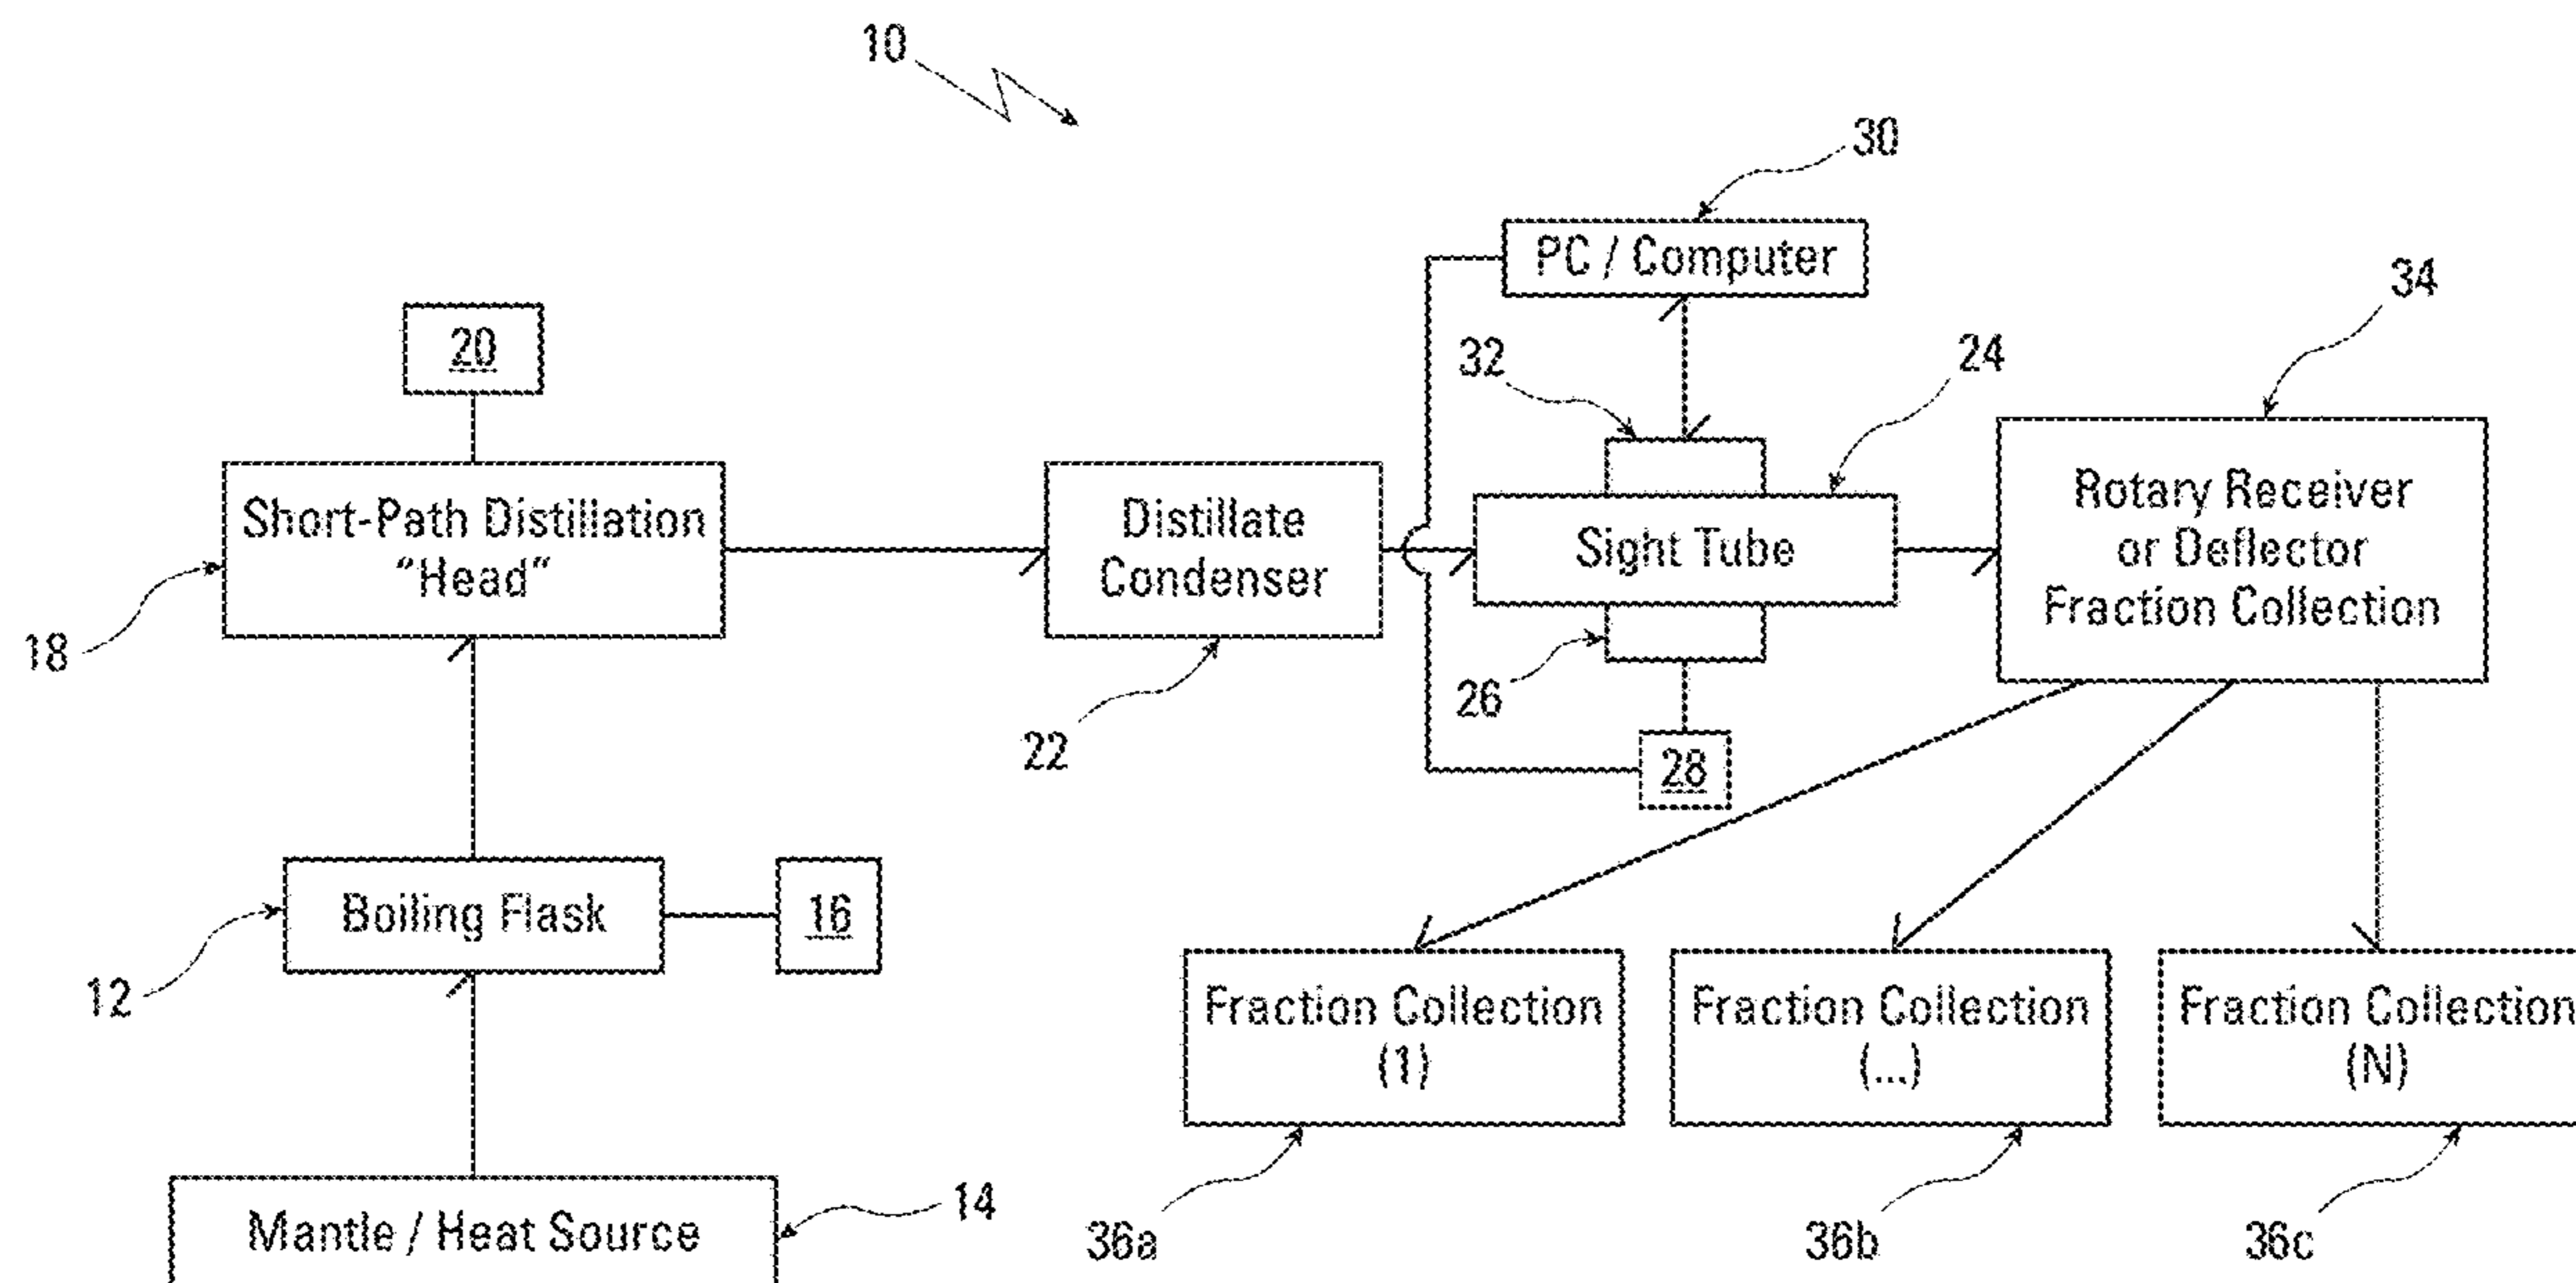 10
30
PC / Computer
34
20
32
24
Short-Path Distillation
"Head"
Distillate
Condenser
Sight Tube
Rotary Receiver
or Deflector
Fraction Collection
18
22
26
28
Boiling Flask
16
12
Fraction Collection
(1)
Fraction Collection
(...)
Fraction Collection
(N)
Mantle / Heat Source
14
36a
36b
36c